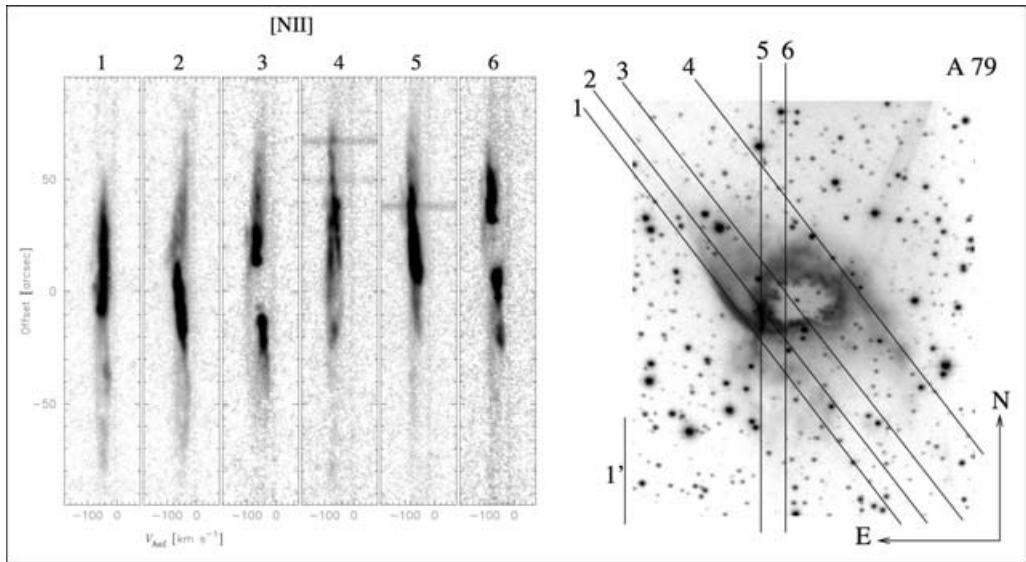 [NII]
1 2 3 4 5 6
Offset [arcsec]
50
0
−50
−100 0 −100 0 −100 0 −100 0 −100 0 −100 0
V_hel [km s⁻¹]
A 79
1
2
3
4
5 6
1'
N
E